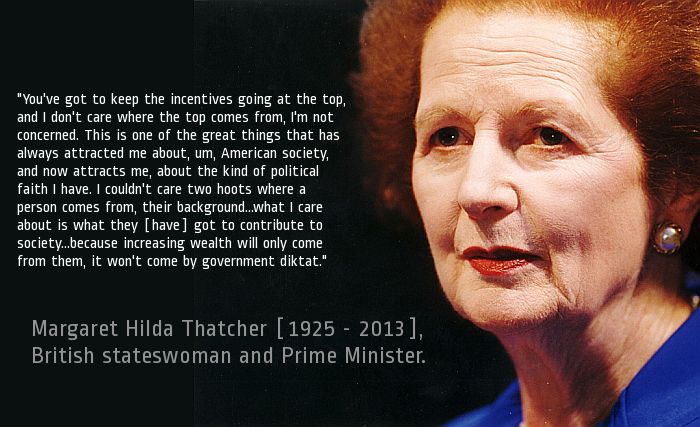 "You've got to keep the incentives going at the top,
and I don't care where the top comes from, I'm not
concerned. This is one of the great things that has
always attracted me about, um, American society,
and now attracts me, about the kind of political
faith I have. I couldn't care two hoots where a
person comes from, their background...what I care
about is what they [have] got to contribute to
society...because increasing wealth will only come
from them, it won't come by government diktat."
Margaret Hilda Thatcher [1925 - 2013],
British stateswoman and Prime Minister.